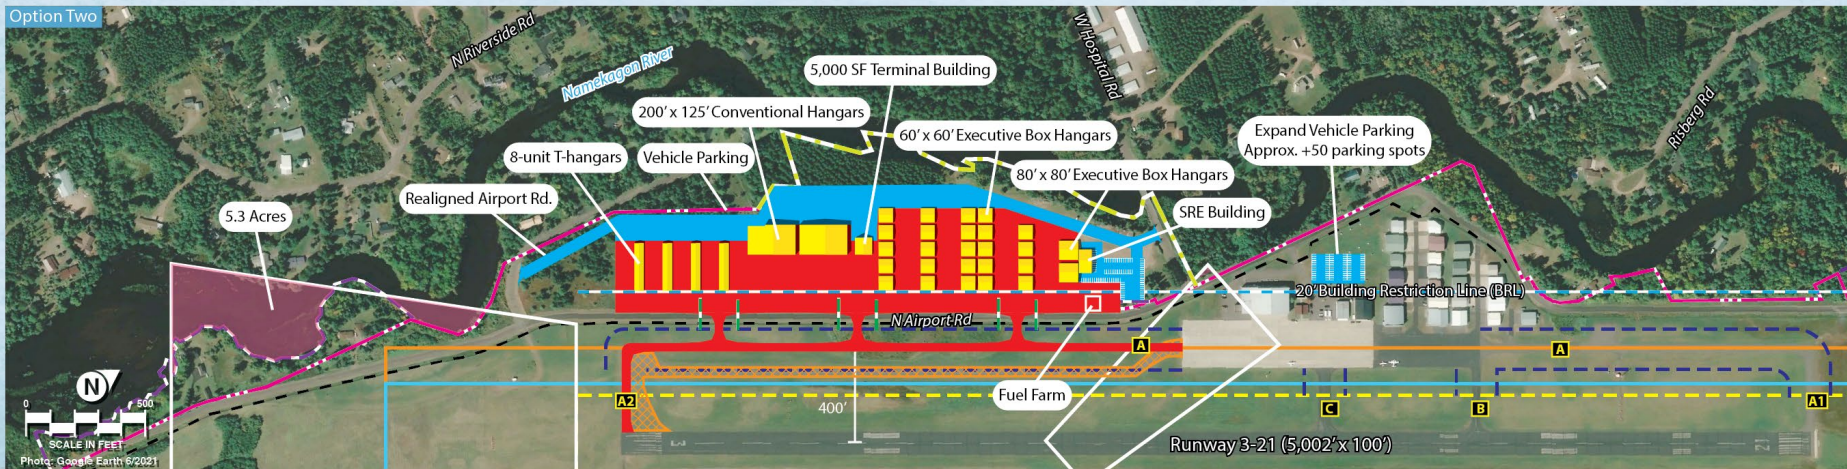 Option Two
N Riverside Rd
Namekagon River
W Hospital Rd
Risberg Rd
5,000 SF Terminal Building
200' x 125' Conventional Hangars
60' x 60' Executive Box Hangars
Expand Vehicle Parking
Approx. +50 parking spots
8-unit T-hangars
Vehicle Parking
80' x 80' Executive Box Hangars
Realigned Airport Rd.
SRE Building
5.3 Acres
20' Building Restriction Line (BRL)
N Airport Rd
A
A
N
Fuel Farm
A2
400'
C
B
A1
0
500
SCALE IN FEET
Photo: Google Earth 6/2021
Runway 3-21 (5,002' x 100')
3
21